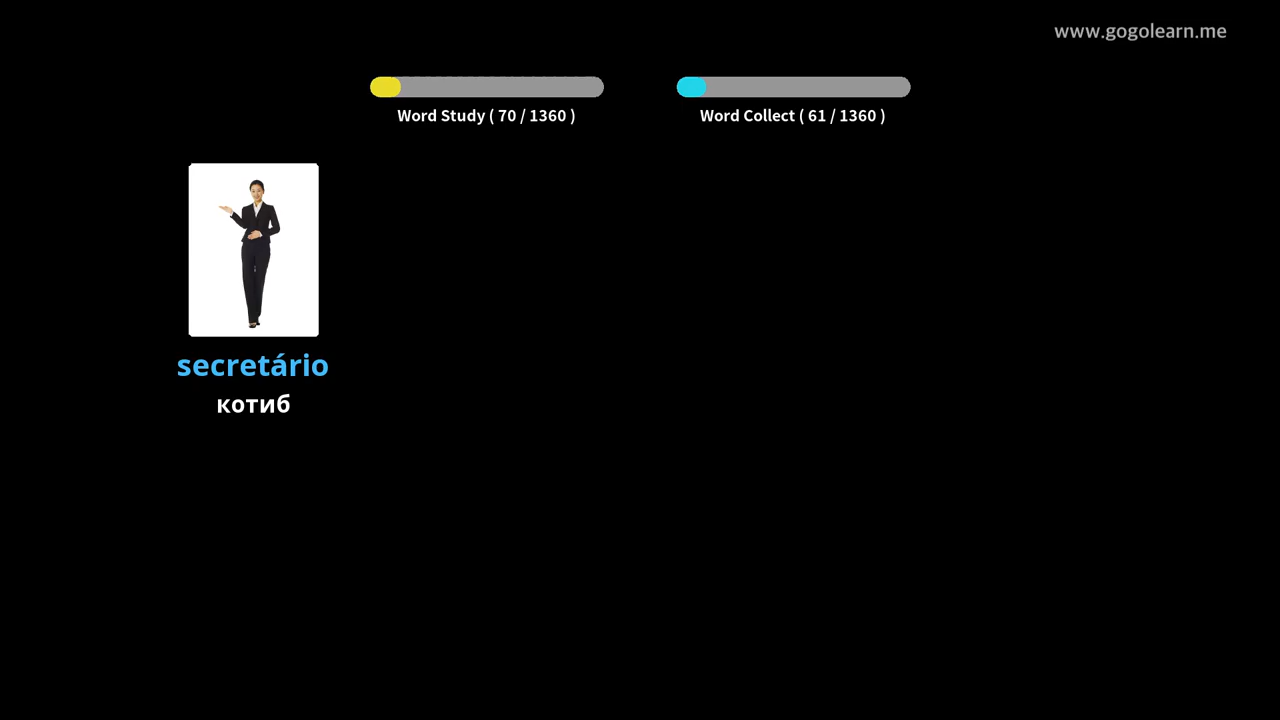 www.gogolearn.me
Word Study ( 70 / 1360 )
Word Collect ( 61 / 1360 )
secretário
котиб